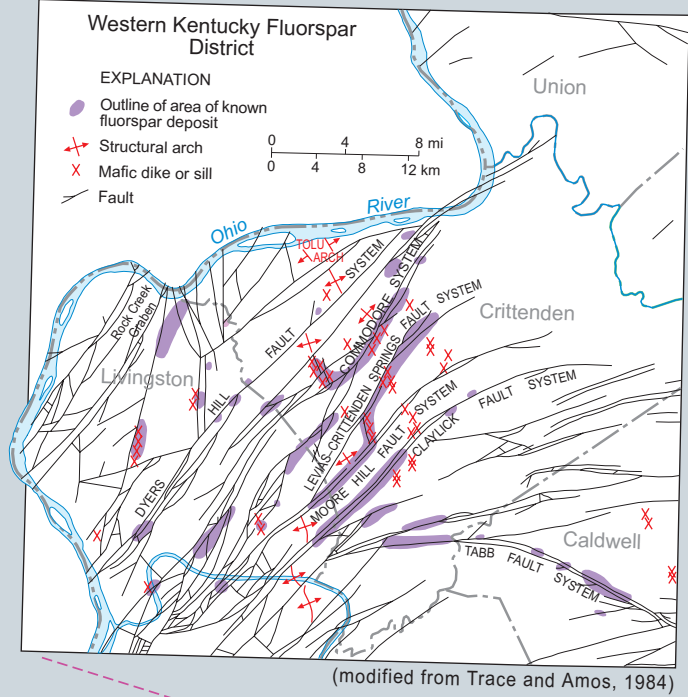 Western Kentucky Fluorspar
District
EXPLANATION
Outline of area of known
fluorspar deposit
Structural arch
Mafic dike or sill
Fault
0 4 8 mi
0 4 8 12 km
Union
Ohio River
TOLU
ARCH
Rock Creek
Graben
Livingston
Crittenden
Caldwell
DYERS HILL FAULT SYSTEM
COMMODORE SYSTEM
LEVIAS-CRITTENDEN SPRINGS FAULT SYSTEM
MOORE HILL FAULT SYSTEM
CLAYLICK FAULT SYSTEM
TABB FAULT SYSTEM
(modified from Trace and Amos, 1984)